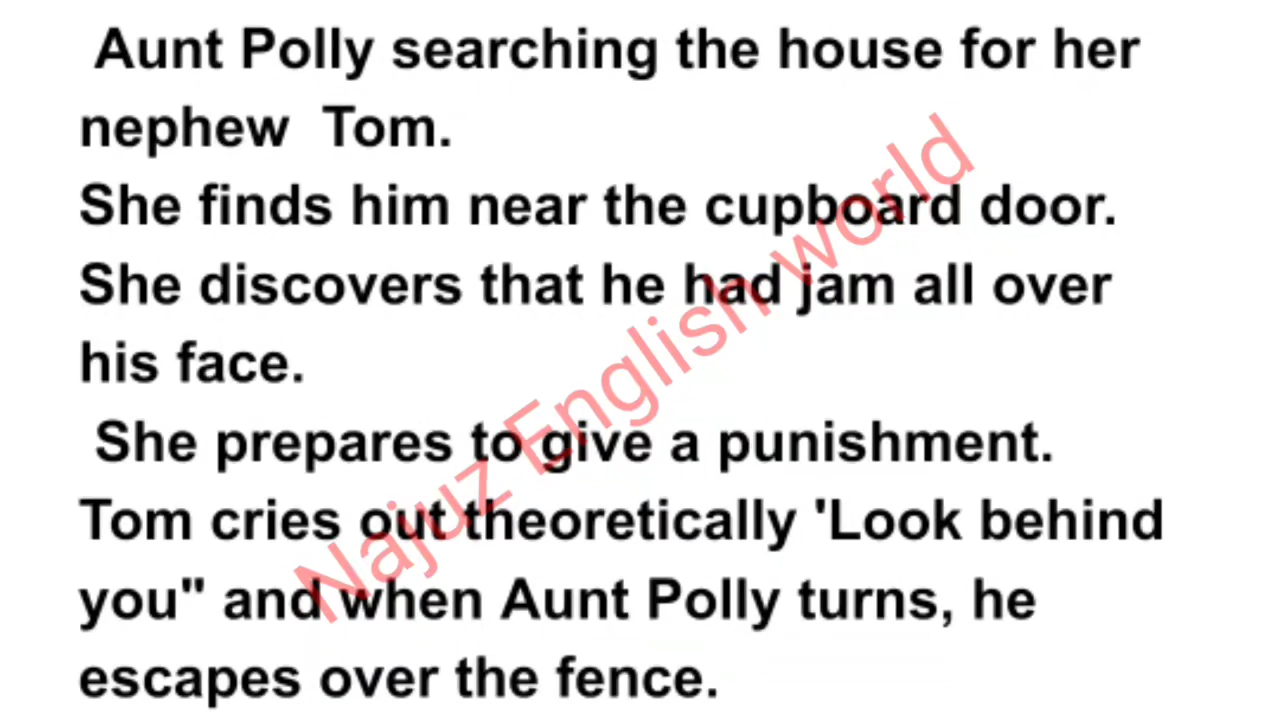 Aunt Polly searching the house for her
nephew Tom.
She finds him near the cupboard door.
She discovers that he had jam all over
his face.
She prepares to give a punishment.
Tom cries out theoretically 'Look behind
you" and when Aunt Polly turns, he
escapes over the fence.
Najuz English world